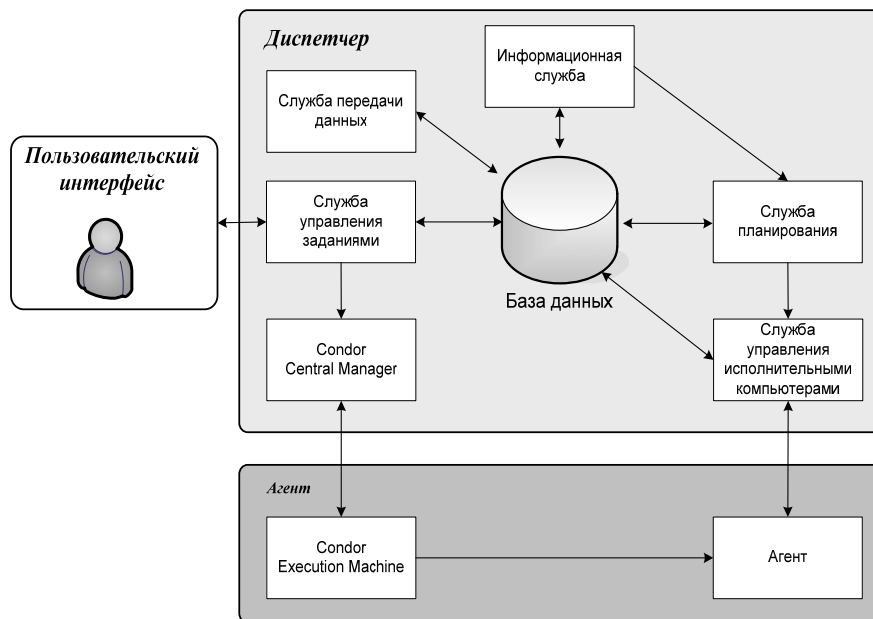 Диспетчер
Информационная
служба
Служба передачи
данных
Пользовательский
интерфейс
Служба
управления
заданиями
Служба
планирования
База данных
Condor
Central Manager
Служба
управления
исполнительными
компьютерами
Агент
Condor
Execution Machine
Агент